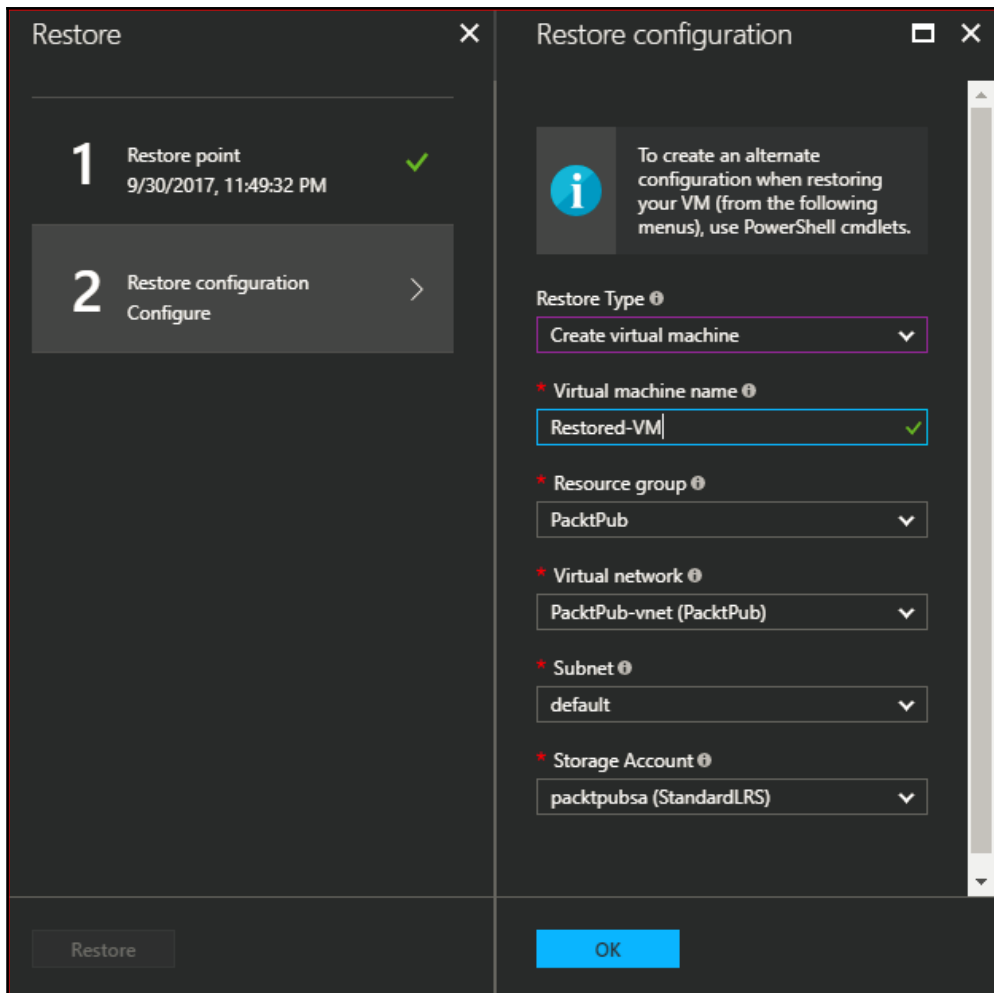 Restore
1
Restore point
9/30/2017, 11:49:32 PM
2
Restore configuration
Configure
Restore
Restore configuration
To create an alternate
configuration when restoring
your VM (from the following
menus), use PowerShell cmdlets.
Restore Type
Create virtual machine
* Virtual machine name
Restored-VM
* Resource group
PacktPub
* Virtual network
PacktPub-vnet (PacktPub)
* Subnet
default
* Storage Account
packtpubsa (StandardLRS)
OK